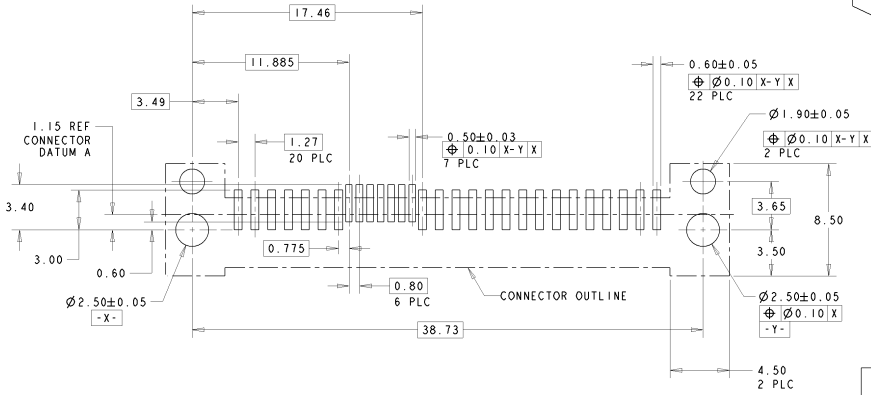 17.46
11.885
3.49
0.60±0.05
⌖ Ø0.10 X-Y X
22 PLC
1.15 REF
CONNECTOR
DATUM A
1.27
20 PLC
0.50±0.03
⌖ 0.10 X-Y X
7 PLC
Ø1.90±0.05
⌖ Ø0.10 X-Y X
2 PLC
3.40
3.65
8.50
3.00
0.775
3.50
0.60
0.80
6 PLC
CONNECTOR OUTLINE
Ø2.50±0.05
-X-
Ø2.50±0.05
⌖ Ø0.10 X
-Y-
38.73
4.50
2 PLC